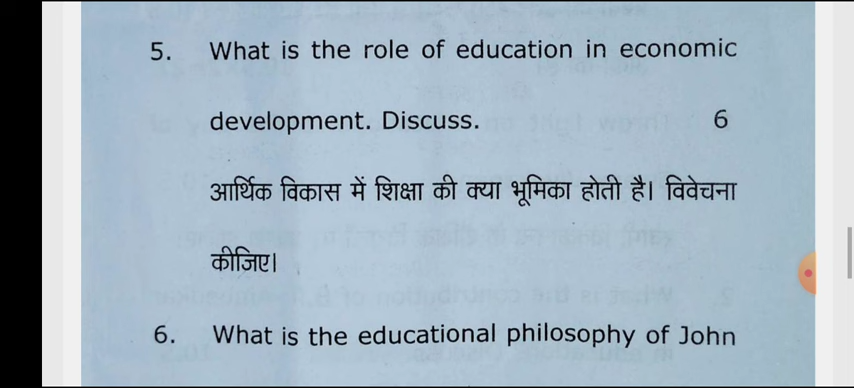 5. What is the role of education in economic
development. Discuss. 6
आर्थिक विकास में शिक्षा की क्या भूमिका होती है। विवेचना
कीजिए।
6. What is the educational philosophy of John